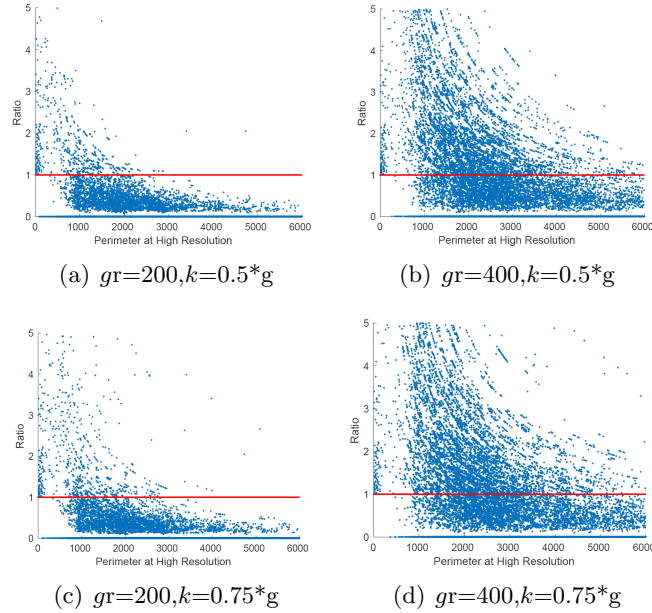 5
4
3
2
1
0
Ratio
0 1000 2000 3000 4000 5000 6000
Perimeter at High Resolution
(a) gr=200,k=0.5*g
5
4
3
2
1
0
Ratio
0 1000 2000 3000 4000 5000 6000
Perimeter at High Resolution
(b) gr=400,k=0.5*g
5
4
3
2
1
0
Ratio
0 1000 2000 3000 4000 5000 6000
Perimeter at High Resolution
(c) gr=200,k=0.75*g
5
4
3
2
1
0
Ratio
0 1000 2000 3000 4000 5000 6000
Perimeter at High Resolution
(d) gr=400,k=0.75*g